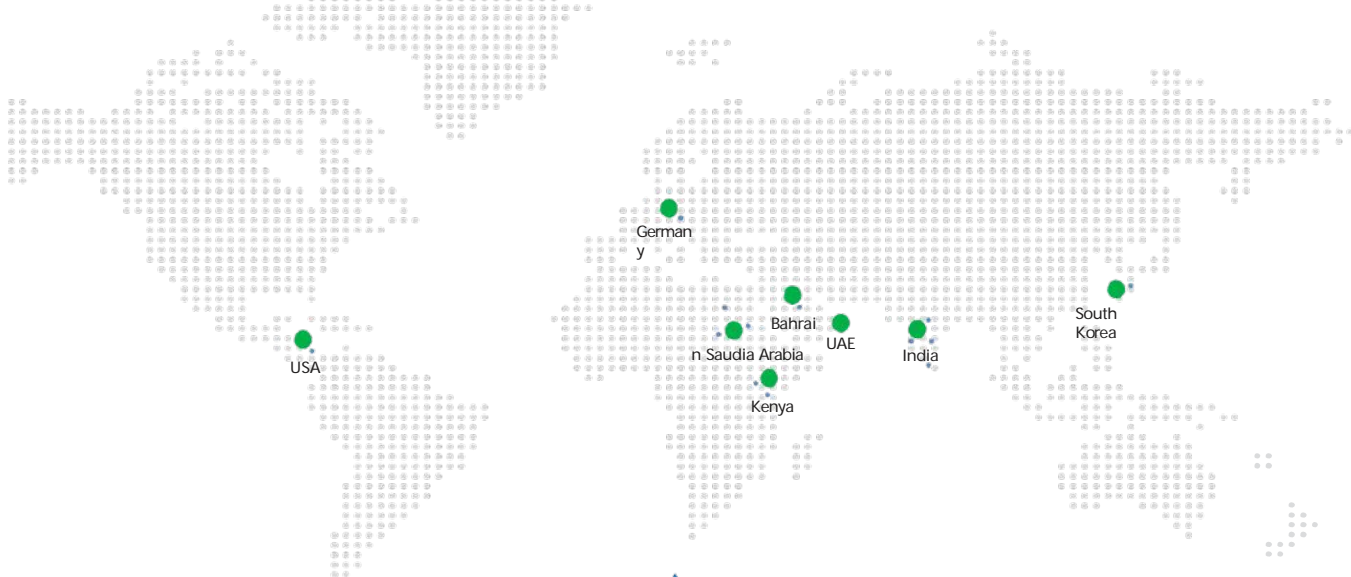 German
y
South
Korea
Bahrai
UAE
n Saudia Arabia
India
USA
Kenya